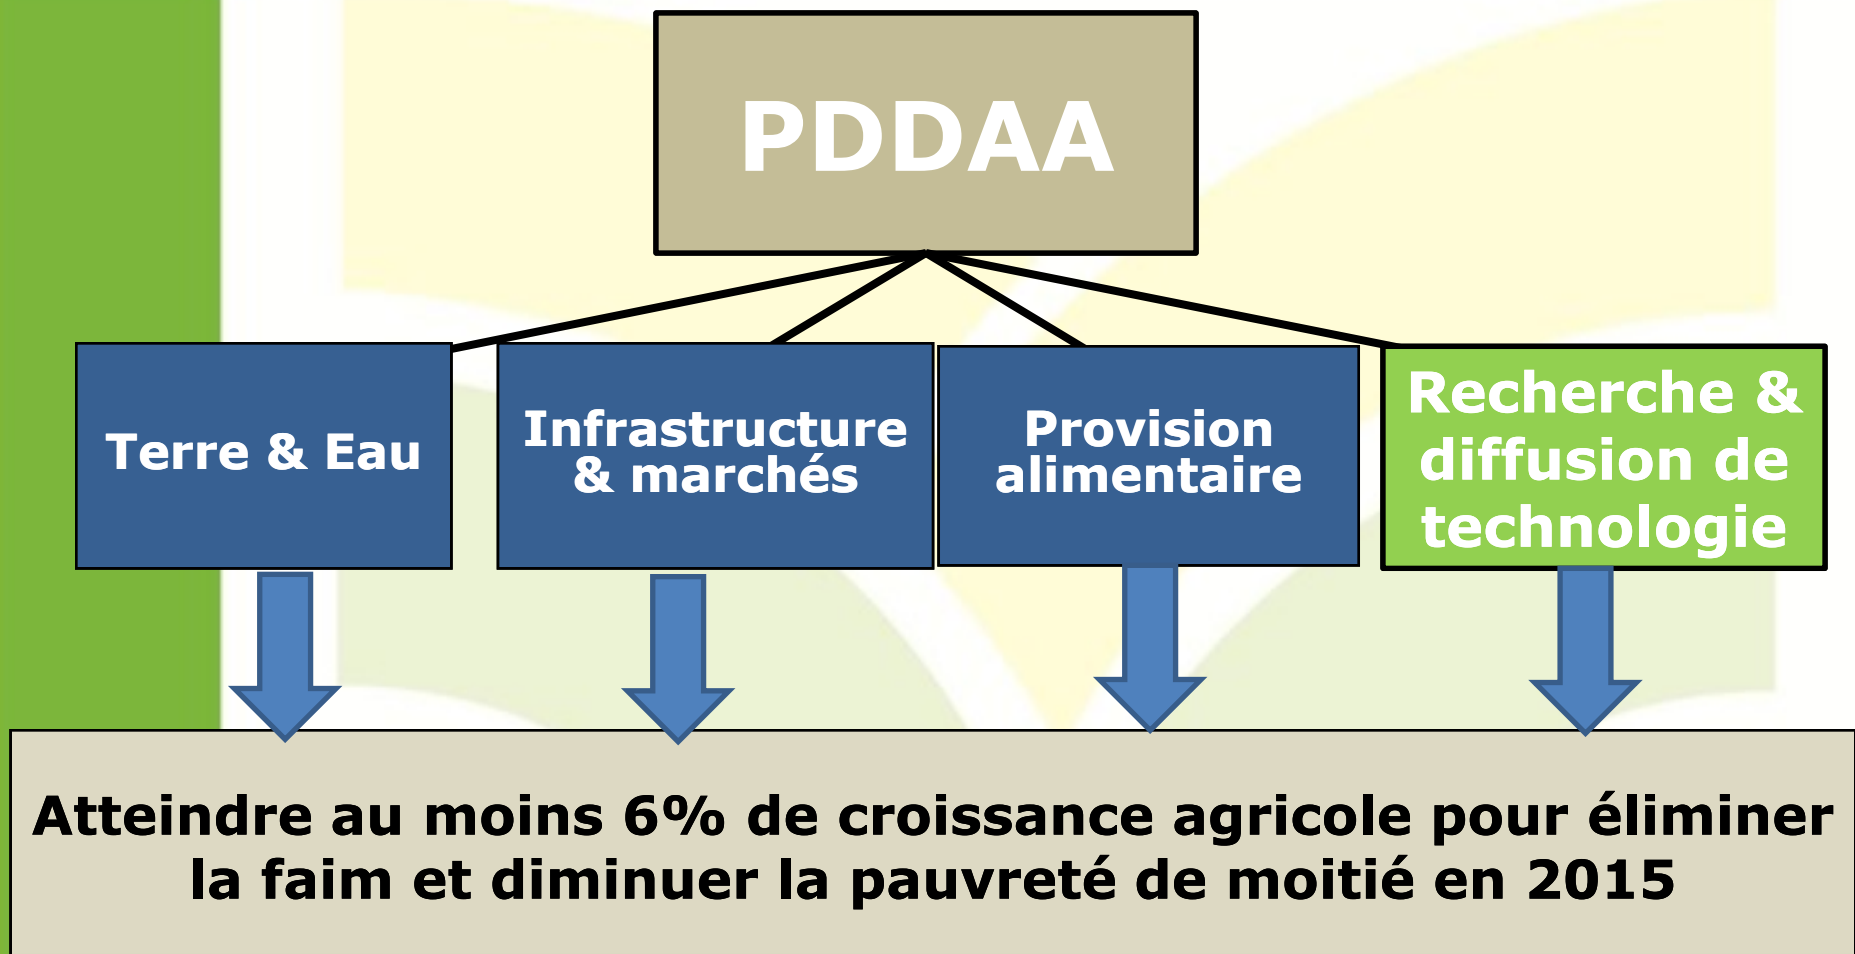 PDDAA
Terre & Eau
Infrastructure
& marchés
Provision
alimentaire
Recherche &
diffusion de
technologie
Atteindre au moins 6% de croissance agricole pour éliminer
la faim et diminuer la pauvreté de moitié en 2015